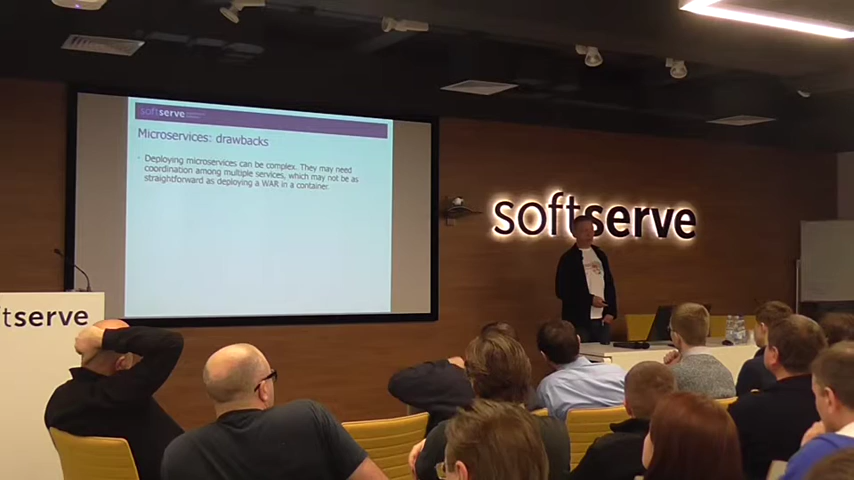 softserve
Microservices: drawbacks
Deploying microservices can be complex. They may need
coordination among multiple services, which may not be as
straightforward as deploying a WAR in a container.
softserve
tserve